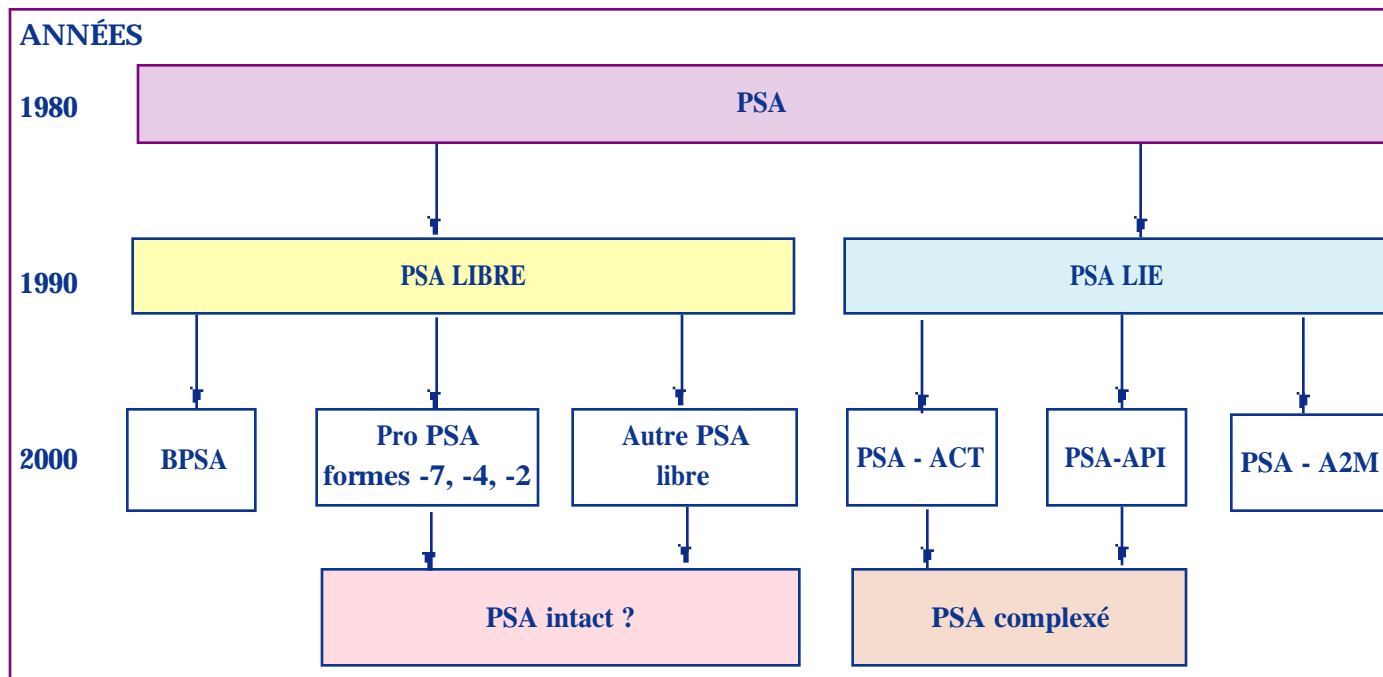 ANNÉES
1980
PSA
1990
PSA LIBRE
PSA LIE
2000
BPSA
Pro PSA
formes -7, -4, -2
Autre PSA
libre
PSA - ACT
PSA-API
PSA - A2M
PSA intact ?
PSA complexé